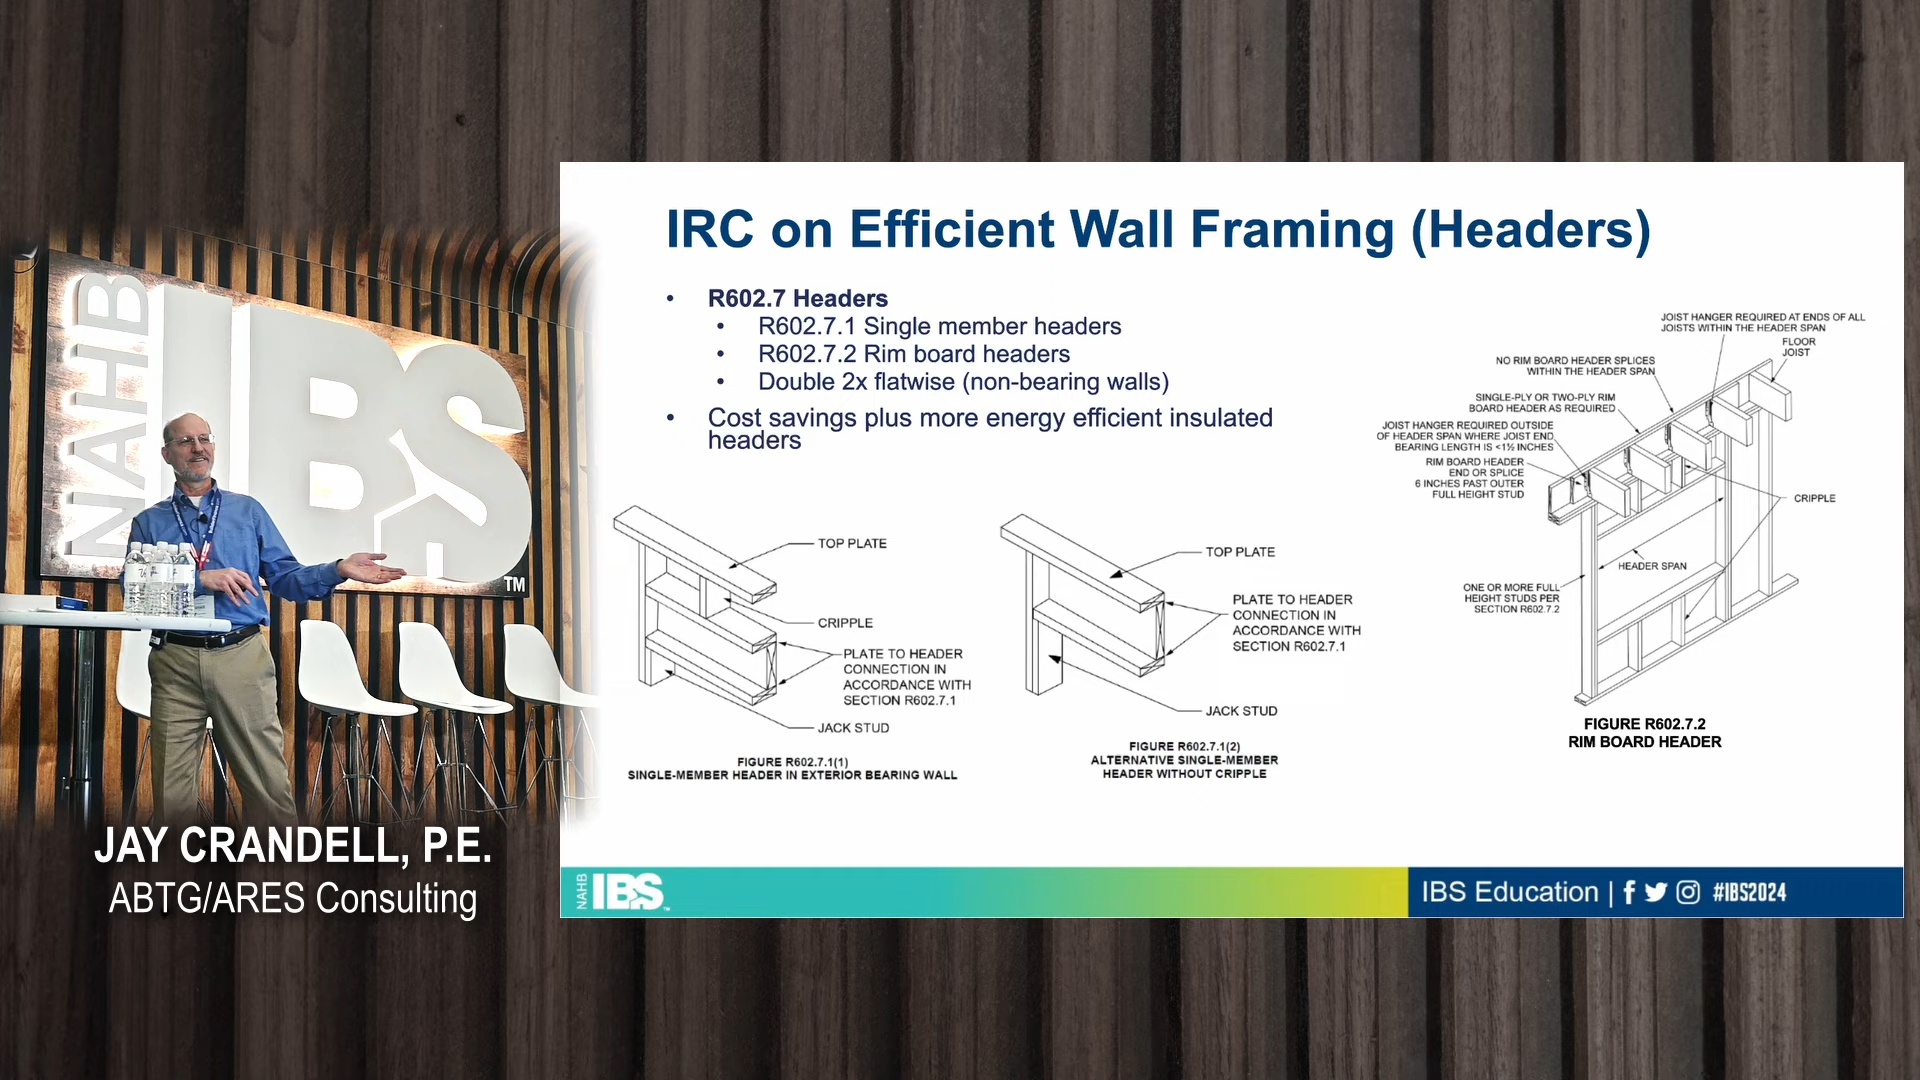 NAHB
IBS
TM
JAY CRANDELL, P.E.
ABTG/ARES Consulting
IRC on Efficient Wall Framing (Headers)
• R602.7 Headers
• R602.7.1 Single member headers
• R602.7.2 Rim board headers
• Double 2x flatwise (non-bearing walls)
• Cost savings plus more energy efficient insulated
headers
TOP PLATE
CRIPPLE
PLATE TO HEADER
CONNECTION IN
ACCORDANCE WITH
SECTION R602.7.1
JACK STUD
FIGURE R602.7.1(1)
SINGLE-MEMBER HEADER IN EXTERIOR BEARING WALL
TOP PLATE
PLATE TO HEADER
CONNECTION IN
ACCORDANCE WITH
SECTION R602.7.1
JACK STUD
FIGURE R602.7.1(2)
ALTERNATIVE SINGLE-MEMBER
HEADER WITHOUT CRIPPLE
JOIST HANGER REQUIRED AT ENDS OF ALL
JOISTS WITHIN THE HEADER SPAN
FLOOR
JOIST
NO RIM BOARD HEADER SPLICES
WITHIN THE HEADER SPAN
SINGLE-PLY OR TWO-PLY RIM
BOARD HEADER AS REQUIRED
JOIST HANGER REQUIRED OUTSIDE
OF HEADER SPAN WHERE JOIST END
BEARING LENGTH IS <1½ INCHES
RIM BOARD HEADER
END OR SPLICE
6 INCHES PAST OUTER
FULL HEIGHT STUD
CRIPPLE
HEADER SPAN
ONE OR MORE FULL
HEIGHT STUDS PER
SECTION R602.7.2
FIGURE R602.7.2
RIM BOARD HEADER
NAHB IBS
IBS Education | #IBS2024